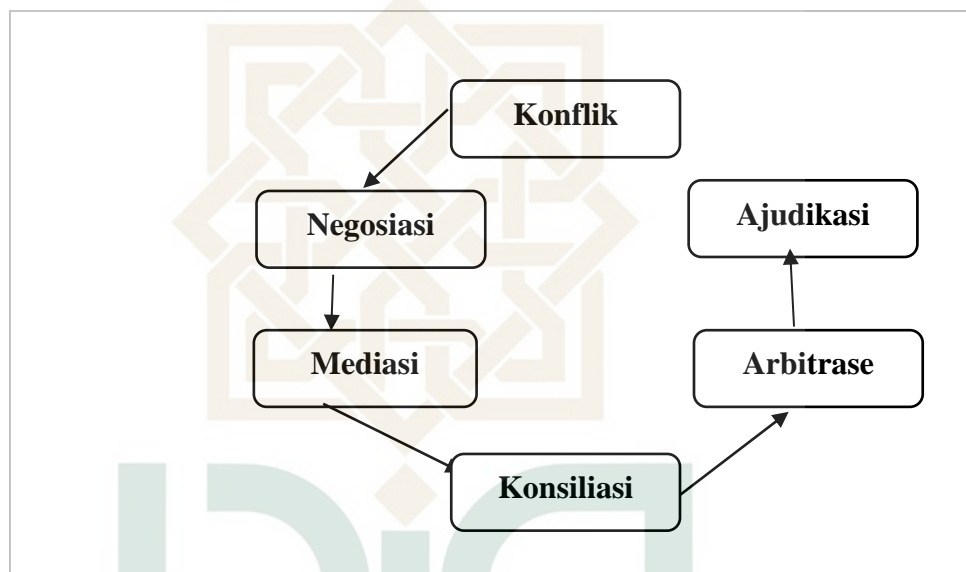 Konflik
Negosiasi
Mediasi
Konsiliasi
Arbitrase
Ajudikasi